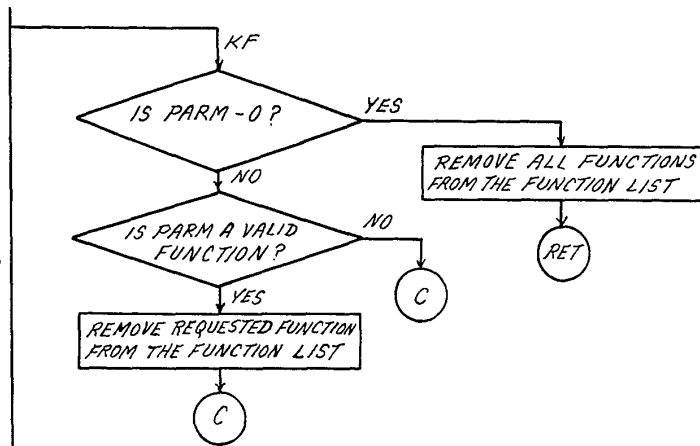 KF
IS PARM-0?
YES
REMOVE ALL FUNCTIONS
FROM THE FUNCTION LIST
RET
NO
IS PARM A VALID
FUNCTION?
NO
C
YES
REMOVE REQUESTED FUNCTION
FROM THE FUNCTION LIST
C